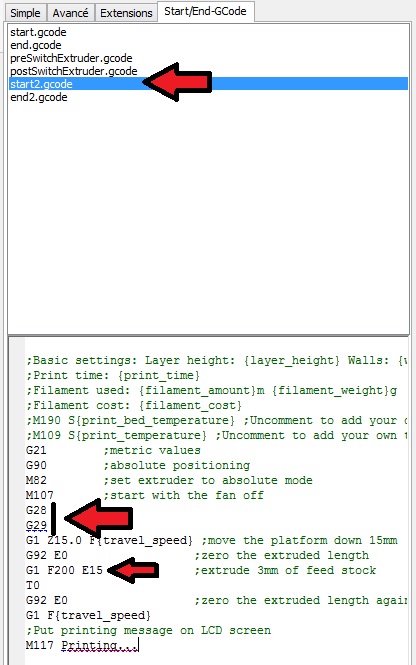 Simple Avancé Extensions Start/End-GCode
start.gcode
end.gcode
preSwitchExtruder.gcode
postSwitchExtruder.gcode
start2.gcode
end2.gcode
;Basic settings: Layer height: {layer_height} Walls: {w
;Print time: {print_time}
;Filament used: {filament_amount}m {filament_weight}g
;Filament cost: {filament_cost}
;M190 S{print_bed_temperature} ;Uncomment to add your o
;M109 S{print_temperature} ;Uncomment to add your own t
G21 ;metric values
G90 ;absolute positioning
M82 ;set extruder to absolute mode
M107 ;start with the fan off
G28
G29
G1 Z15.0 F{travel_speed} ;move the platform down 15mm
G92 E0 ;zero the extruded length
G1 F200 E15 ;extrude 3mm of feed stock
T0
G92 E0 ;zero the extruded length again
G1 F{travel_speed}
;Put printing message on LCD screen
M117 Printing...